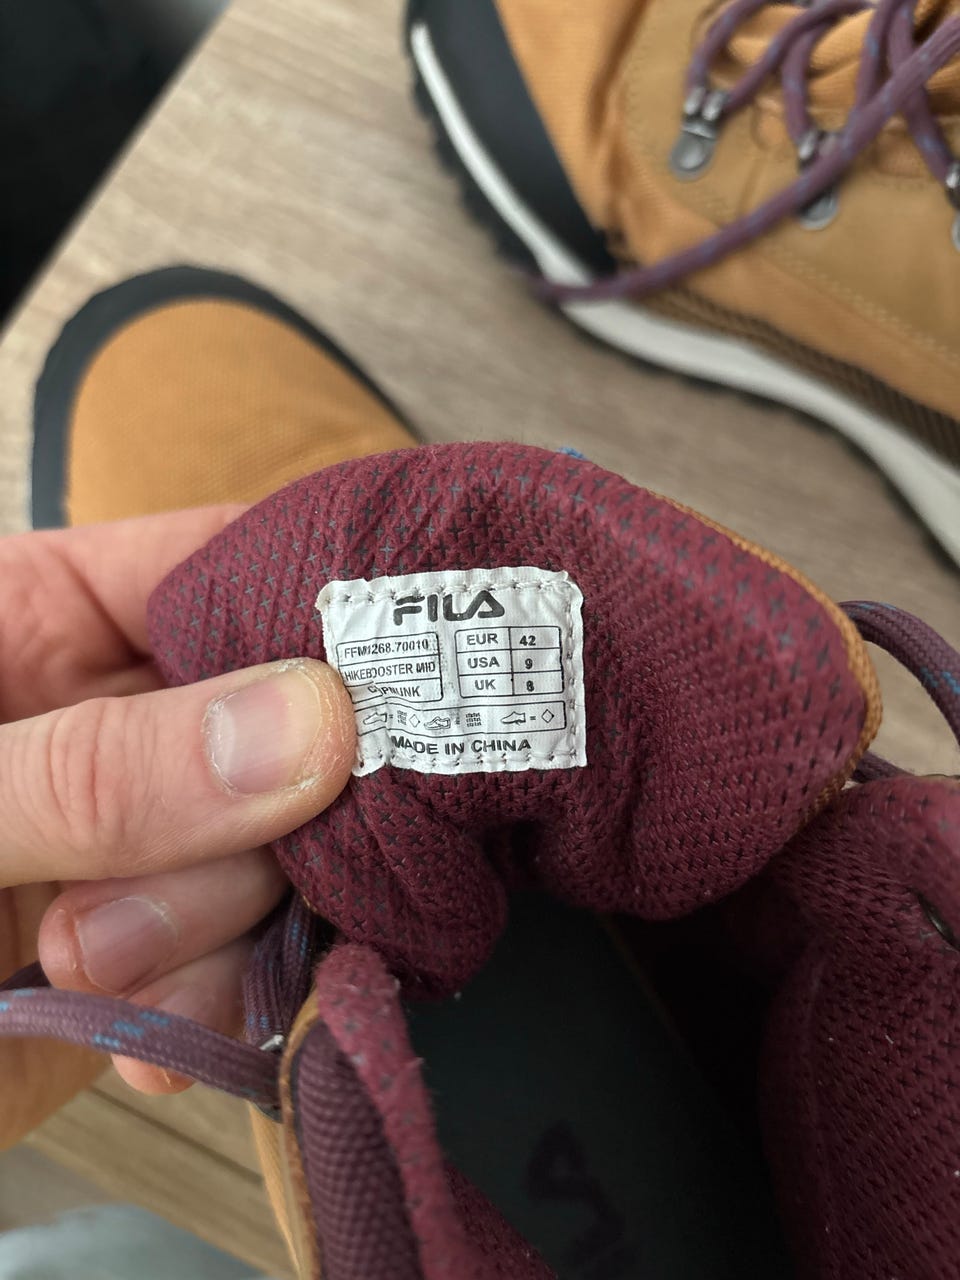 FILA
FFM0268.70010
HIKEBOOSTER MID
EUR 42
USA 9
UK 8
MADE IN CHINA